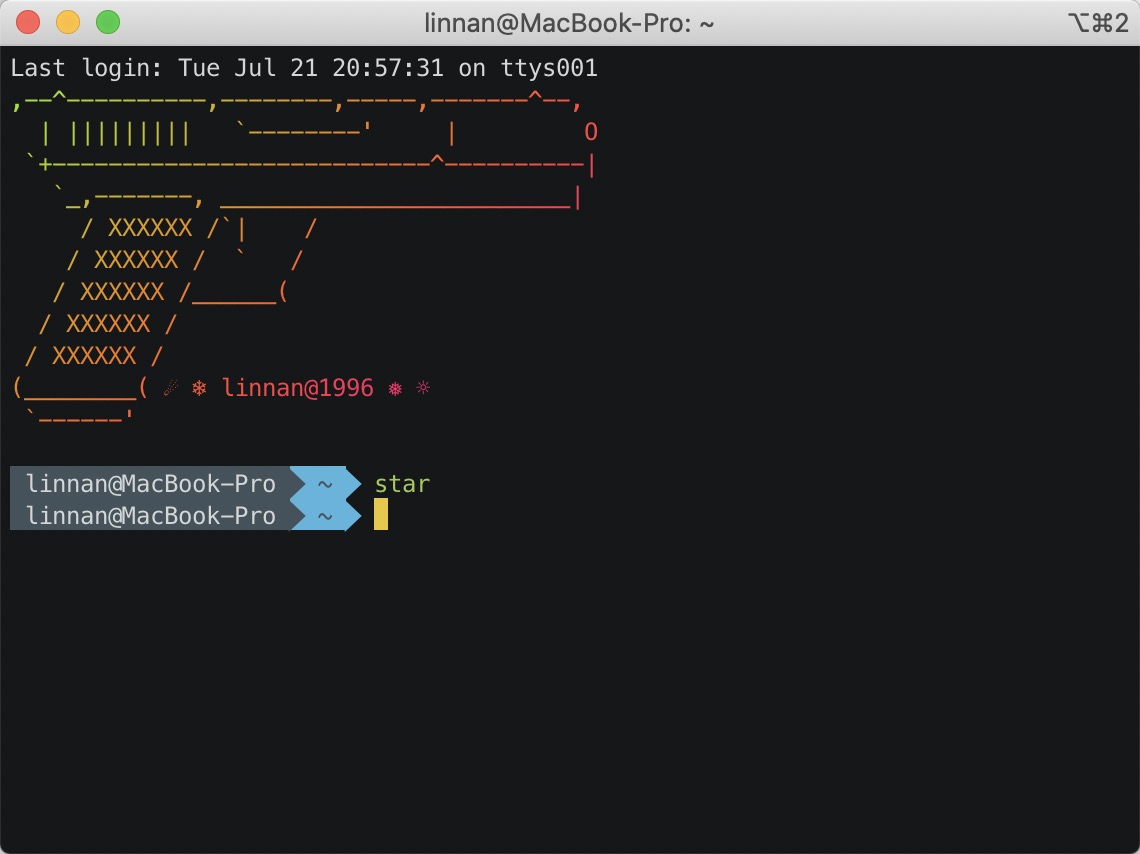 linnan@MacBook-Pro: ~
⌥⌘2
Last login: Tue Jul 21 20:57:31 on ttys001
,--^----------,--------,-----,-------^--,
  | |||||||||   `--------'     |         O
 `+---------------------------^----------|
   `_,-------, _________________________|
     / XXXXXX /`|    /
    / XXXXXX /  `   /
   / XXXXXX /______(
  / XXXXXX /
 / XXXXXX /
(________( ☄ ❄ linnan@1996 ❅ ☼
 `------'
linnan@MacBook-Pro ~ star
linnan@MacBook-Pro ~